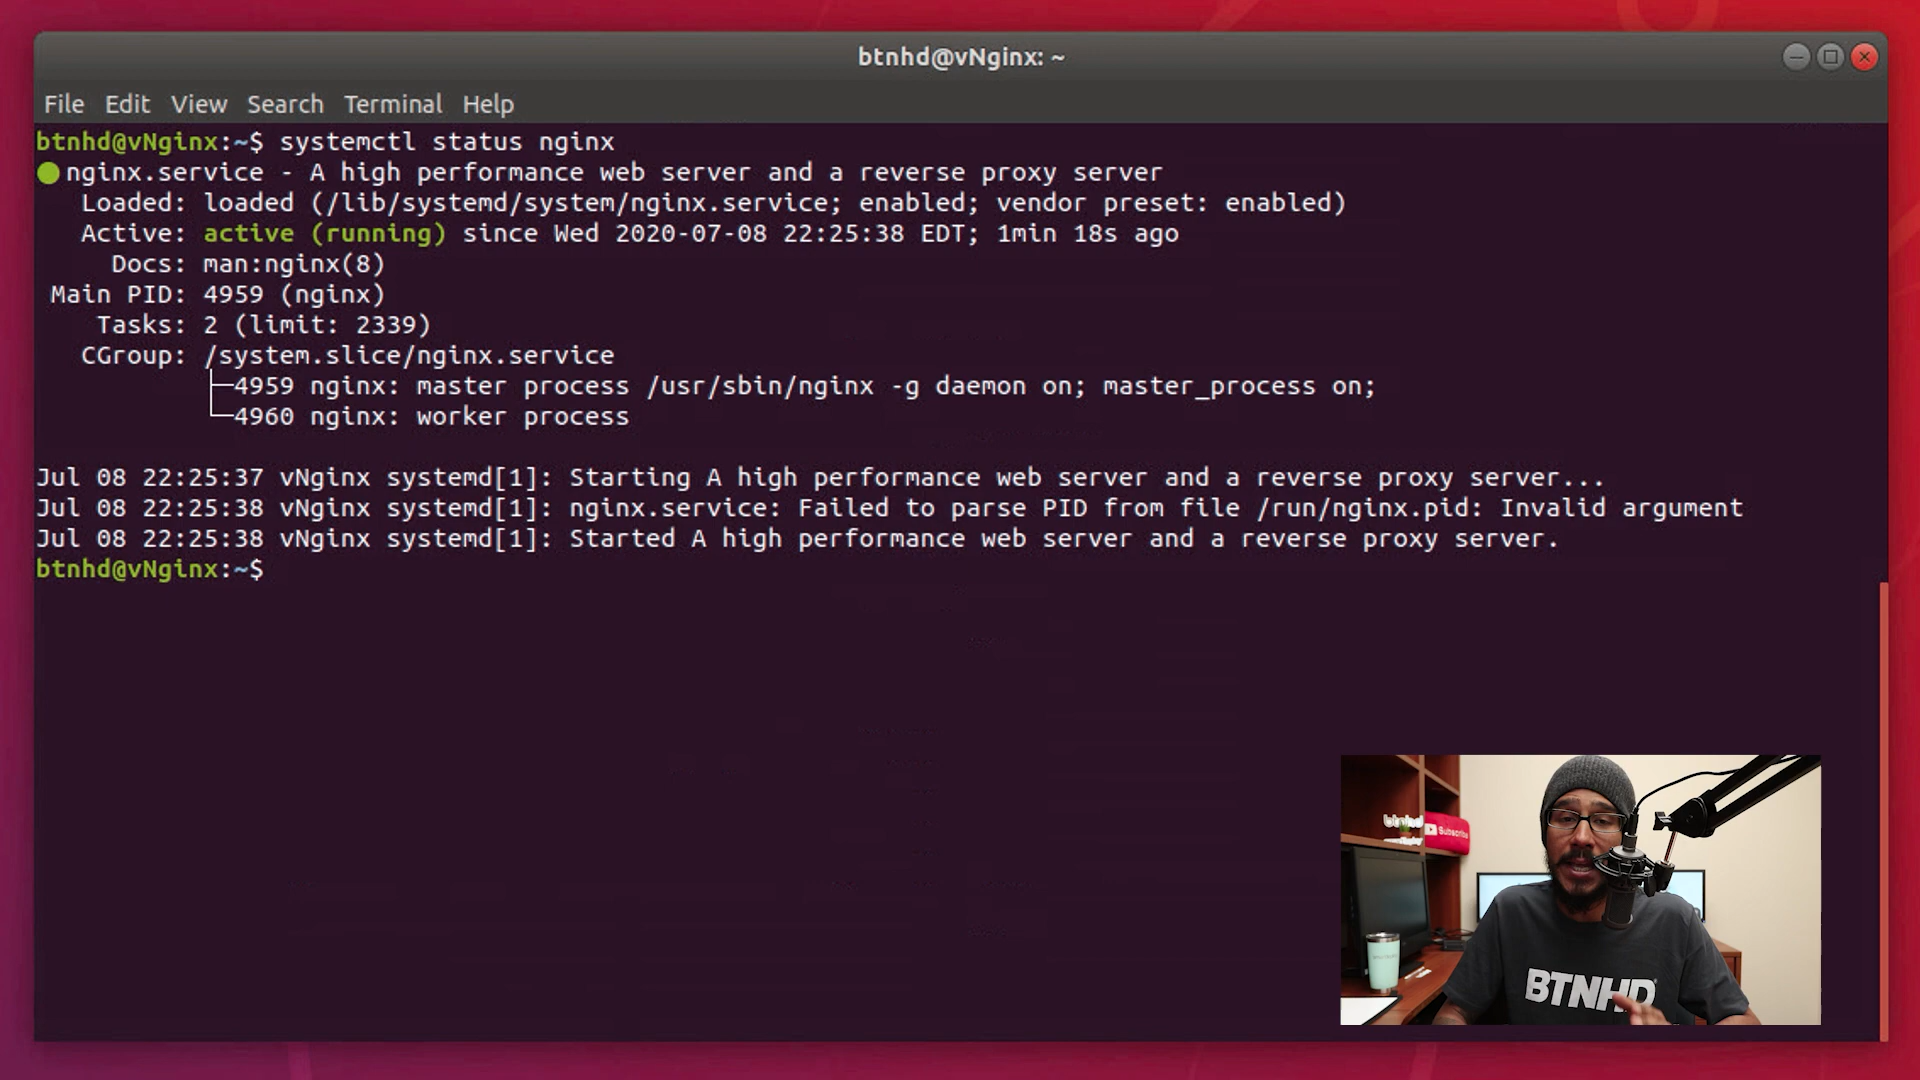 btnhd@vNginx: ~
File Edit View Search Terminal Help
btnhd@vNginx:~$ systemctl status nginx
● nginx.service - A high performance web server and a reverse proxy server
Loaded: loaded (/lib/systemd/system/nginx.service; enabled; vendor preset: enabled)
Active: active (running) since Wed 2020-07-08 22:25:38 EDT; 1min 18s ago
Docs: man:nginx(8)
Main PID: 4959 (nginx)
Tasks: 2 (limit: 2339)
CGroup: /system.slice/nginx.service
├─4959 nginx: master process /usr/sbin/nginx -g daemon on; master_process on;
└─4960 nginx: worker process
Jul 08 22:25:37 vNginx systemd[1]: Starting A high performance web server and a reverse proxy server...
Jul 08 22:25:38 vNginx systemd[1]: nginx.service: Failed to parse PID from file /run/nginx.pid: Invalid argument
Jul 08 22:25:38 vNginx systemd[1]: Started A high performance web server and a reverse proxy server.
btnhd@vNginx:~$
btnhd
Subscribe
BTNHD